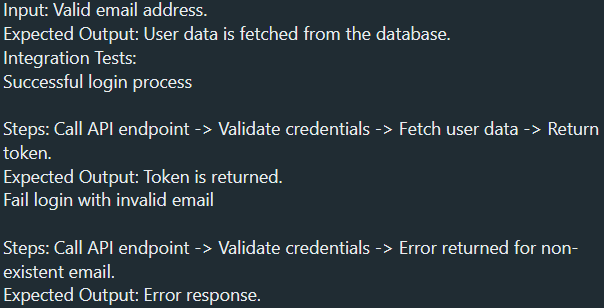 Input: Valid email address.
Expected Output: User data is fetched from the database.
Integration Tests:
Successful login process
Steps: Call API endpoint -> Validate credentials -> Fetch user data -> Return
token.
Expected Output: Token is returned.
Fail login with invalid email
Steps: Call API endpoint -> Validate credentials -> Error returned for non-
existent email.
Expected Output: Error response.